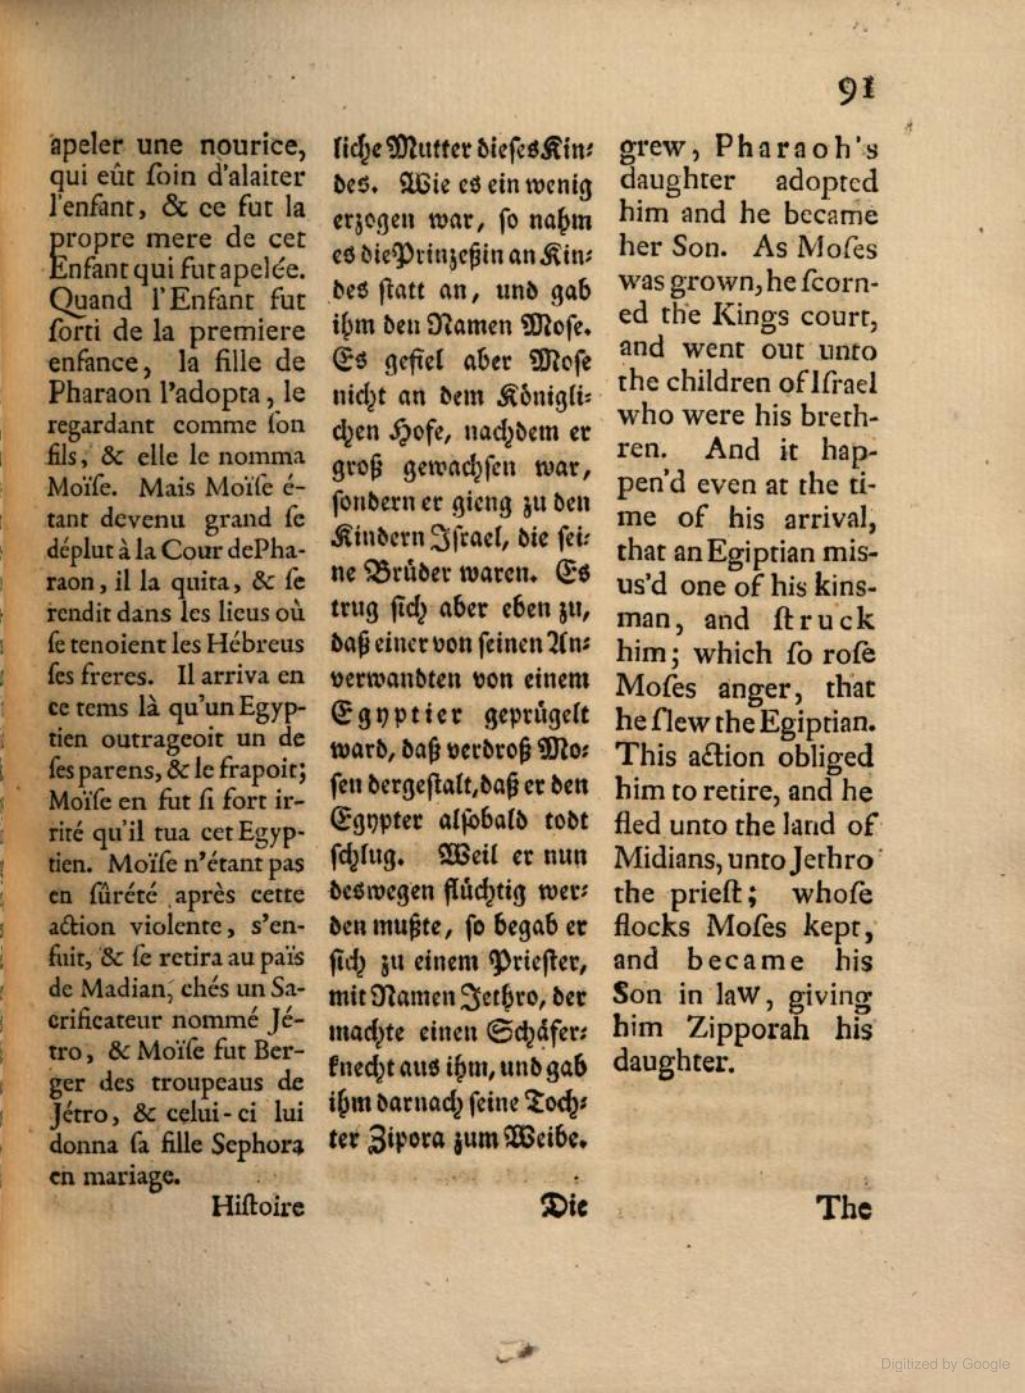 91
apeler une nourice,
qui eût ſoin d'alaiter
l'enfant, & ce fut la
propre mere de cet
Enfant qui fut apelée.
Quand l'Enfant fut
ſorti de la premiere
enfance, la fille de
Pharaon l'adopta, le
regardant comme ſon
fils, & elle le nomma
Moïſe. Mais Moïſe é-
tant devenu grand ſe
déplut à la Cour de Pha-
raon, il la quita, & ſe
rendit dans les lieus où
ſe tenoient les Hébreus
ſes freres. Il arriva en
ce tems là qu'un Egyp-
tien outrageoit un de
ſes parens, & le frapoit;
Moïſe en fut ſi fort ir-
rité qu'il tua cet Egyp-
tien. Moïſe n'étant pas
en ſûrété après cette
action violente, s'en-
fuit, & ſe retira au païs
de Madian, chés un Sa-
crificateur nommé Jé-
tro, & Moïſe fut Ber-
ger des troupeaus de
Jétro, & celui-ci lui
donna ſa fille Sephora
en mariage.
Hiſtoire
liche Mutter dieſes Kin⸗
des. Wie es ein wenig
erzogen war, ſo nahm
es die Prinzeßin an Kin⸗
des ſtatt an, und gab
ihm den Namen Moſe.
Es gefiel aber Moſe
nicht an dem Königli⸗
chen Hofe, nachdem er
groß gewachſen war,
ſondern er gieng zu den
Kindern Iſrael, die ſei⸗
ne Brüder waren. Es
trug ſich aber eben zu,
daß einer von ſeinen An⸗
verwandten von einem
Egyptier geprügelt
ward, daß verdroß Mo⸗
ſen dergeſtalt, daß er den
Egypter alſobald todt
ſchlug. Weil er nun
deswegen flüchtig wer⸗
den mußte, ſo begab er
ſich zu einem Prieſter,
mit Namen Jethro, der
machte einen Schäfer⸗
knecht aus ihm, und gab
ihm darnach ſeine Toch⸗
ter Zipora zum Weibe.
Die
grew, Pharaoh's
daughter adopted
him and he became
her Son. As Moſes
was grown, he ſcorn-
ed the Kings court,
and went out unto
the children of Iſrael
who were his breth-
ren. And it hap-
pen'd even at the ti-
me of his arrival,
that an Egiptian mis-
us'd one of his kins-
man, and ſtruck
him; which ſo roſe
Moſes anger, that
he ſlew the Egiptian.
This action obliged
him to retire, and he
fled unto the land of
Midians, unto Jethro
the prieſt; whoſe
flocks Moſes kept,
and became his
Son in laW, giving
him Zipporah his
daughter.
The
Digitized by Google